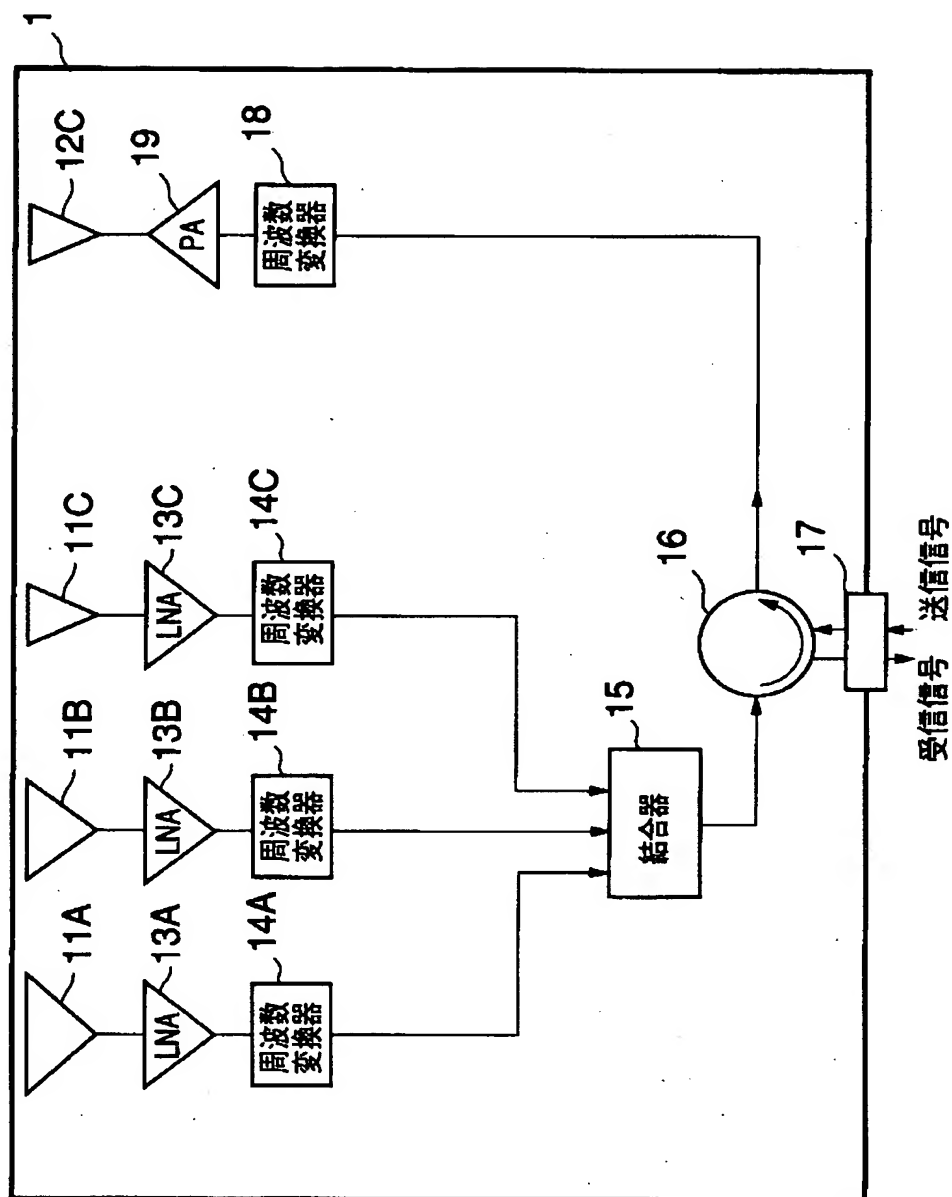 1
11A
11B
11C
12C
13A
LNA
13B
LNA
13C
LNA
19
PA
14A
周波数
変換器
14B
周波数
変換器
14C
周波数
変換器
18
周波数
変換器
15
結合器
16
17
受信信号
送信信号